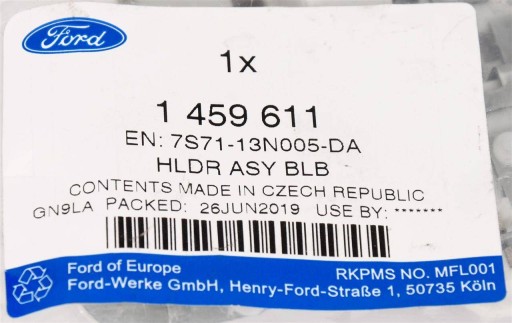 Ford
1x
1 459 611
EN: 7S71-13N005-DA
HLDR ASY BLB
CONTENTS MADE IN CZECH REPUBLIC
GN9LA PACKED: 26JUN2019 USE BY: *******
Ford of Europe RKPMS NO. MFL001
Ford-Werke GmbH, Henry-Ford-Straße 1, 50735 Köln